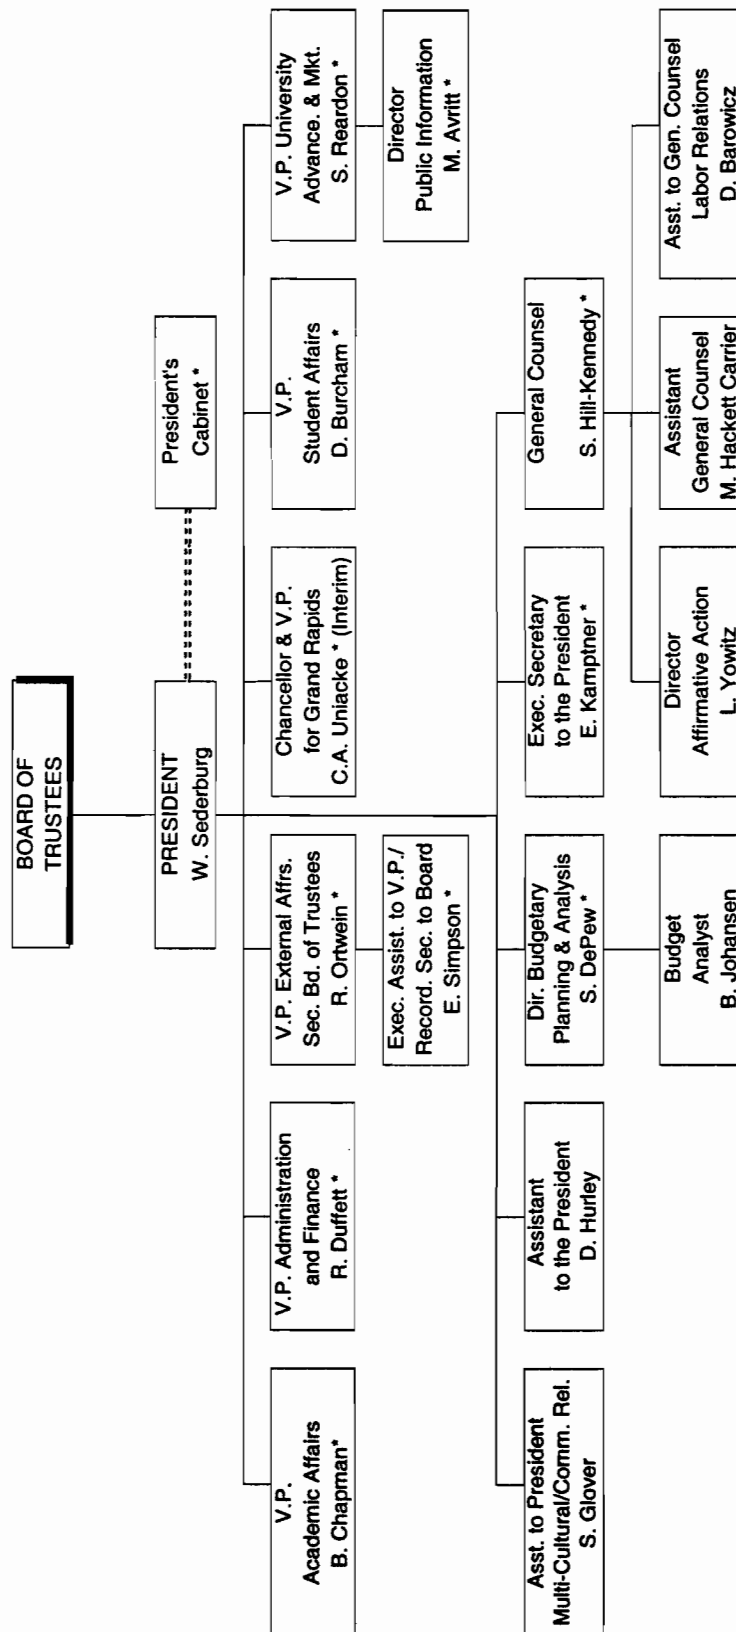 BOARD OF
TRUSTEES
PRESIDENT
W. Sederburg
President's
Cabinet *
V.P.
Academic Affairs
B. Chapman*
V.P. Administration
and Finance
R. Duffett *
V.P. External Affrs.
Sec. Bd. of Trustees
R. Ortwein *
Chancellor & V.P.
for Grand Rapids
C.A. Uniacke * (Interim)
V.P.
Student Affairs
D. Burcham *
V.P. University
Advance. & Mkt.
S. Reardon *
Exec. Assist. to V.P./
Record. Sec. to Board
E. Simpson *
Director
Public Information
M. Avritt *
Asst. to President
Multi-Cultural/Comm. Rel.
S. Glover
Assistant
to the President
D. Hurley
Dir. Budgetary
Planning & Analysis
S. DePew *
Exec. Secretary
to the President
E. Kamptner *
General Counsel
S. Hill-Kennedy *
Budget
Analyst
B. Johansen
Director
Affirmative Action
L. Yowitz
Assistant
General Counsel
M. Hackett Carrier
Asst. to Gen. Counsel
Labor Relations
D. Barowicz